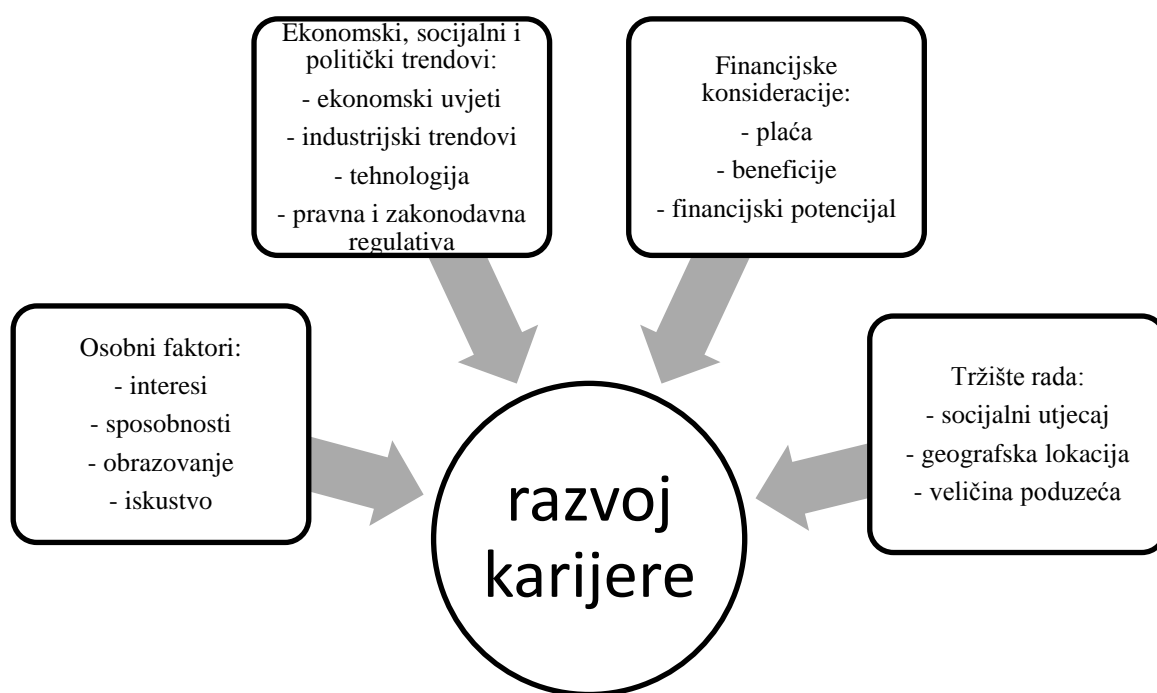 Ekonomski, socijalni i
politički trendovi:
- ekonomski uvjeti
- industrijski trendovi
- tehnologija
- pravna i zakonodavna
regulativa
Financijske
konsideracije:
- plaća
- beneficije
- financijski potencijal
Osobni faktori:
- interesi
- sposobnosti
- obrazovanje
- iskustvo
Tržište rada:
- socijalni utjecaj
- geografska lokacija
- veličina poduzeća
razvoj
karijere